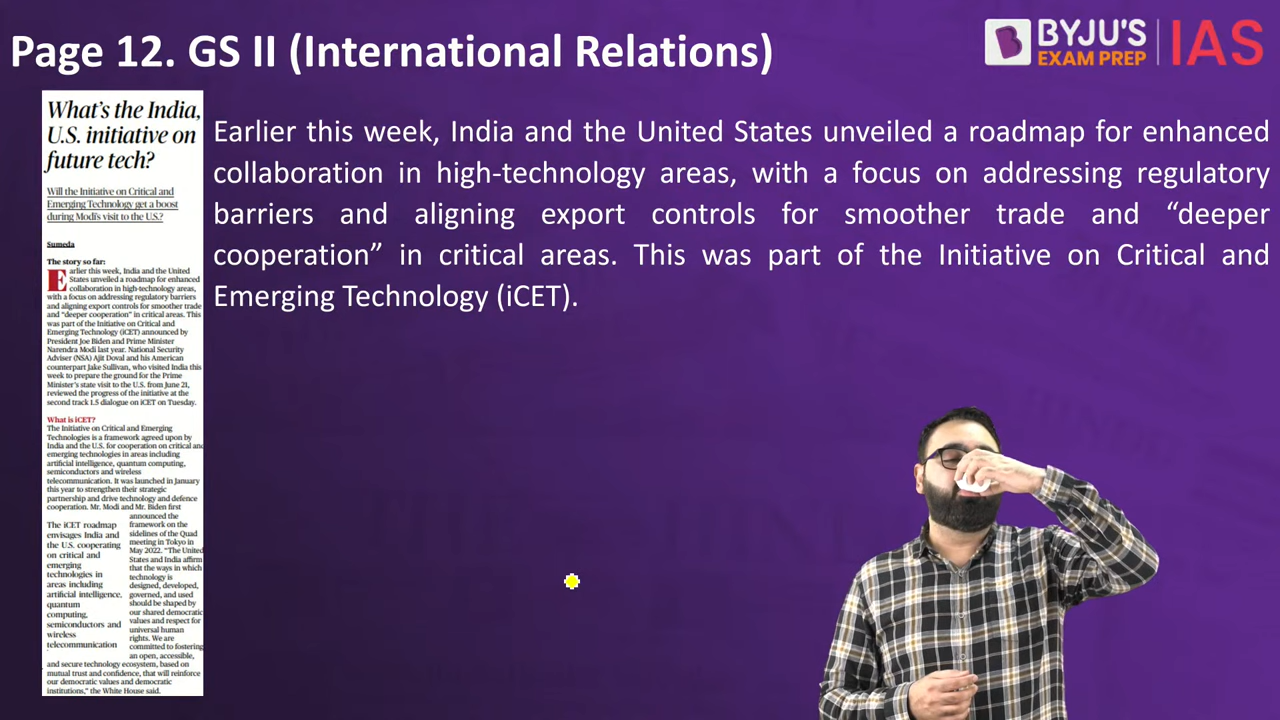 Page 12. GS II (International Relations)
BYJU'S
EXAM PREP
IAS
What's the India,
U.S. initiative on
future tech?
Will the Initiative on Critical and
Emerging Technology get a boost
during Modi's visit to the U.S.?
Sumeda
The story so far:
Earlier this week, India and the United
States unveiled a roadmap for enhanced
collaboration in high-technology areas,
with a focus on addressing regulatory barriers
and aligning export controls for smoother trade
and "deeper cooperation" in critical areas. This
was part of the Initiative on Critical and
Emerging Technology (iCET) announced by
President Joe Biden and Prime Minister
Narendra Modi last year. National Security
Adviser (NSA) Ajit Doval and his American
counterpart Jake Sullivan, who visited India this
week to prepare the ground for the Prime
Minister's state visit to the U.S. from June 21,
reviewed the progress of the initiative at the
second track 1.5 dialogue on iCET on Tuesday.
What is iCET?
The Initiative on Critical and Emerging
Technologies is a framework agreed upon by
India and the U.S. for cooperation on critical and
emerging technologies in areas including
artificial intelligence, quantum computing,
semiconductors and wireless
telecommunication. It was launched in January
this year to strengthen their strategic
partnership and drive technology and defence
cooperation. Mr. Modi and Mr. Biden first
announced the
framework on the
sidelines of the Quad
meeting in Tokyo in
May 2022. "The United
States and India affirm
that the ways in which
technology is
designed, developed,
governed, and used
should be shaped by
our shared democratic
values and respect for
universal human
rights. We are
committed to fostering
an open, accessible,
and secure technology ecosystem, based on
mutual trust and confidence, that will reinforce
our democratic values and democratic
institutions," the White House said.
The iCET roadmap
envisages India and
the U.S. cooperating
on critical and
emerging
technologies in
areas including
artificial intelligence,
quantum
computing,
semiconductors and
wireless
telecommunication
Earlier this week, India and the United States unveiled a roadmap for enhanced
collaboration in high-technology areas, with a focus on addressing regulatory
barriers and aligning export controls for smoother trade and “deeper
cooperation” in critical areas. This was part of the Initiative on Critical and
Emerging Technology (iCET).